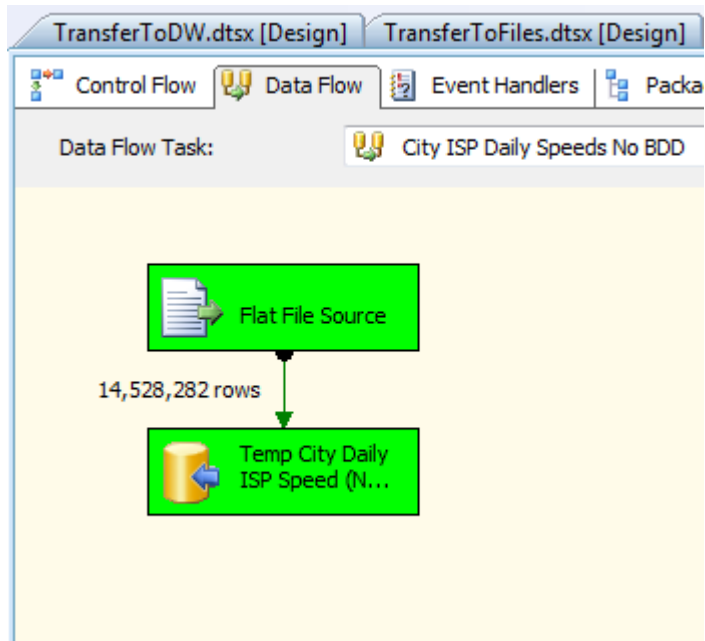 TransferToDW.dtsx [Design] TransferToFiles.dtsx [Design]
Control Flow Data Flow Event Handlers Packa
Data Flow Task: City ISP Daily Speeds No BDD
Flat File Source
14,528,282 rows
Temp City Daily
ISP Speed (N...